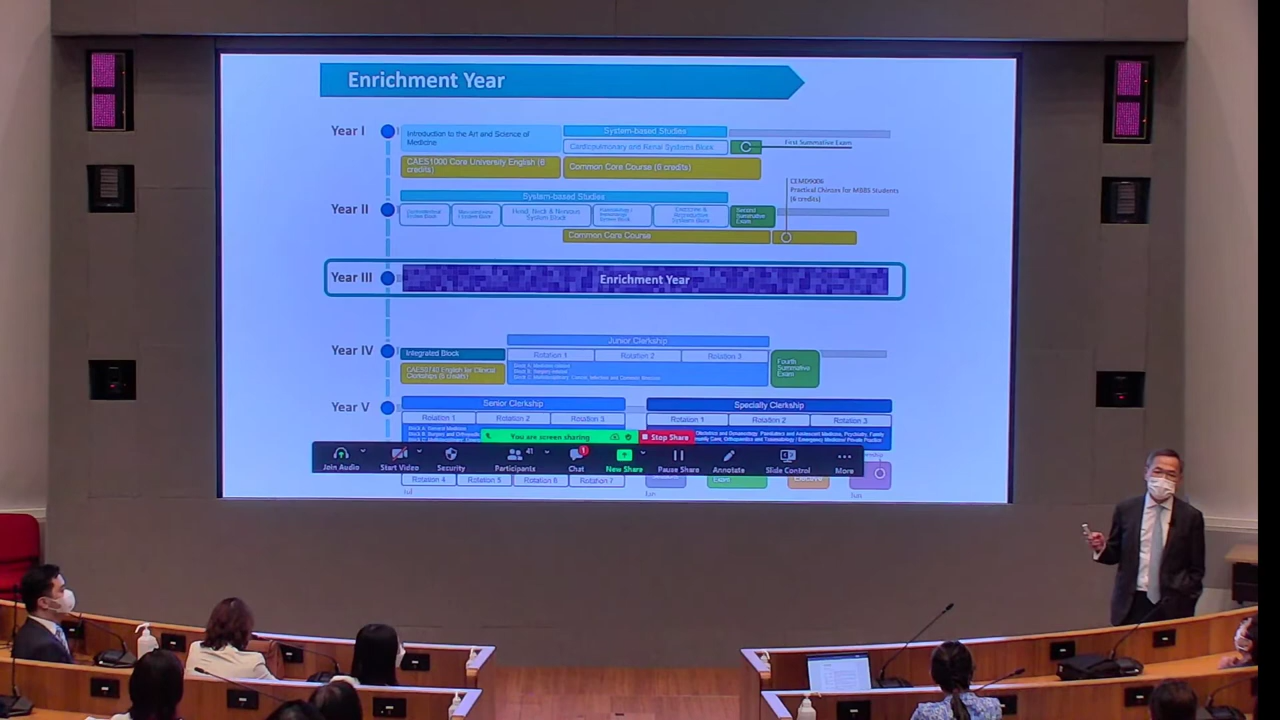 Enrichment Year
Year I
Introduction to the Art and Science of
Medicine
System-based Studies
Cardiopulmonary and Renal Systems Block
First Summative Exam
CAES1000 Core University English (6
credits)
Common Core Course (6 credits)
CEMD9006
Practical Chinese for MBBS Students
(6 credits)
Year II
System-based Studies
Head, Neck & Nervous
System Block
Second
Summative
Exam
Common Core Course
Year III
Enrichment Year
Year IV
Integrated Block
Junior Clerkship
Rotation 1
Rotation 2
Rotation 3
Fourth
Summative
Exam
CAES9740 English for Clinical
Clerkships (6 credits)
Year V
Senior Clerkship
Specialty Clerkship
Rotation 1
Rotation 2
Rotation 3
Rotation 1
Rotation 2
Rotation 3
You are screen sharing
Stop Share
Join Audio
Start Video
Security
Participants
41
Chat
1
New Share
Pause Share
Annotate
Slide Control
More
Rotation 4
Rotation 5
Rotation 6
Rotation 7
Exam
Jul
Jan